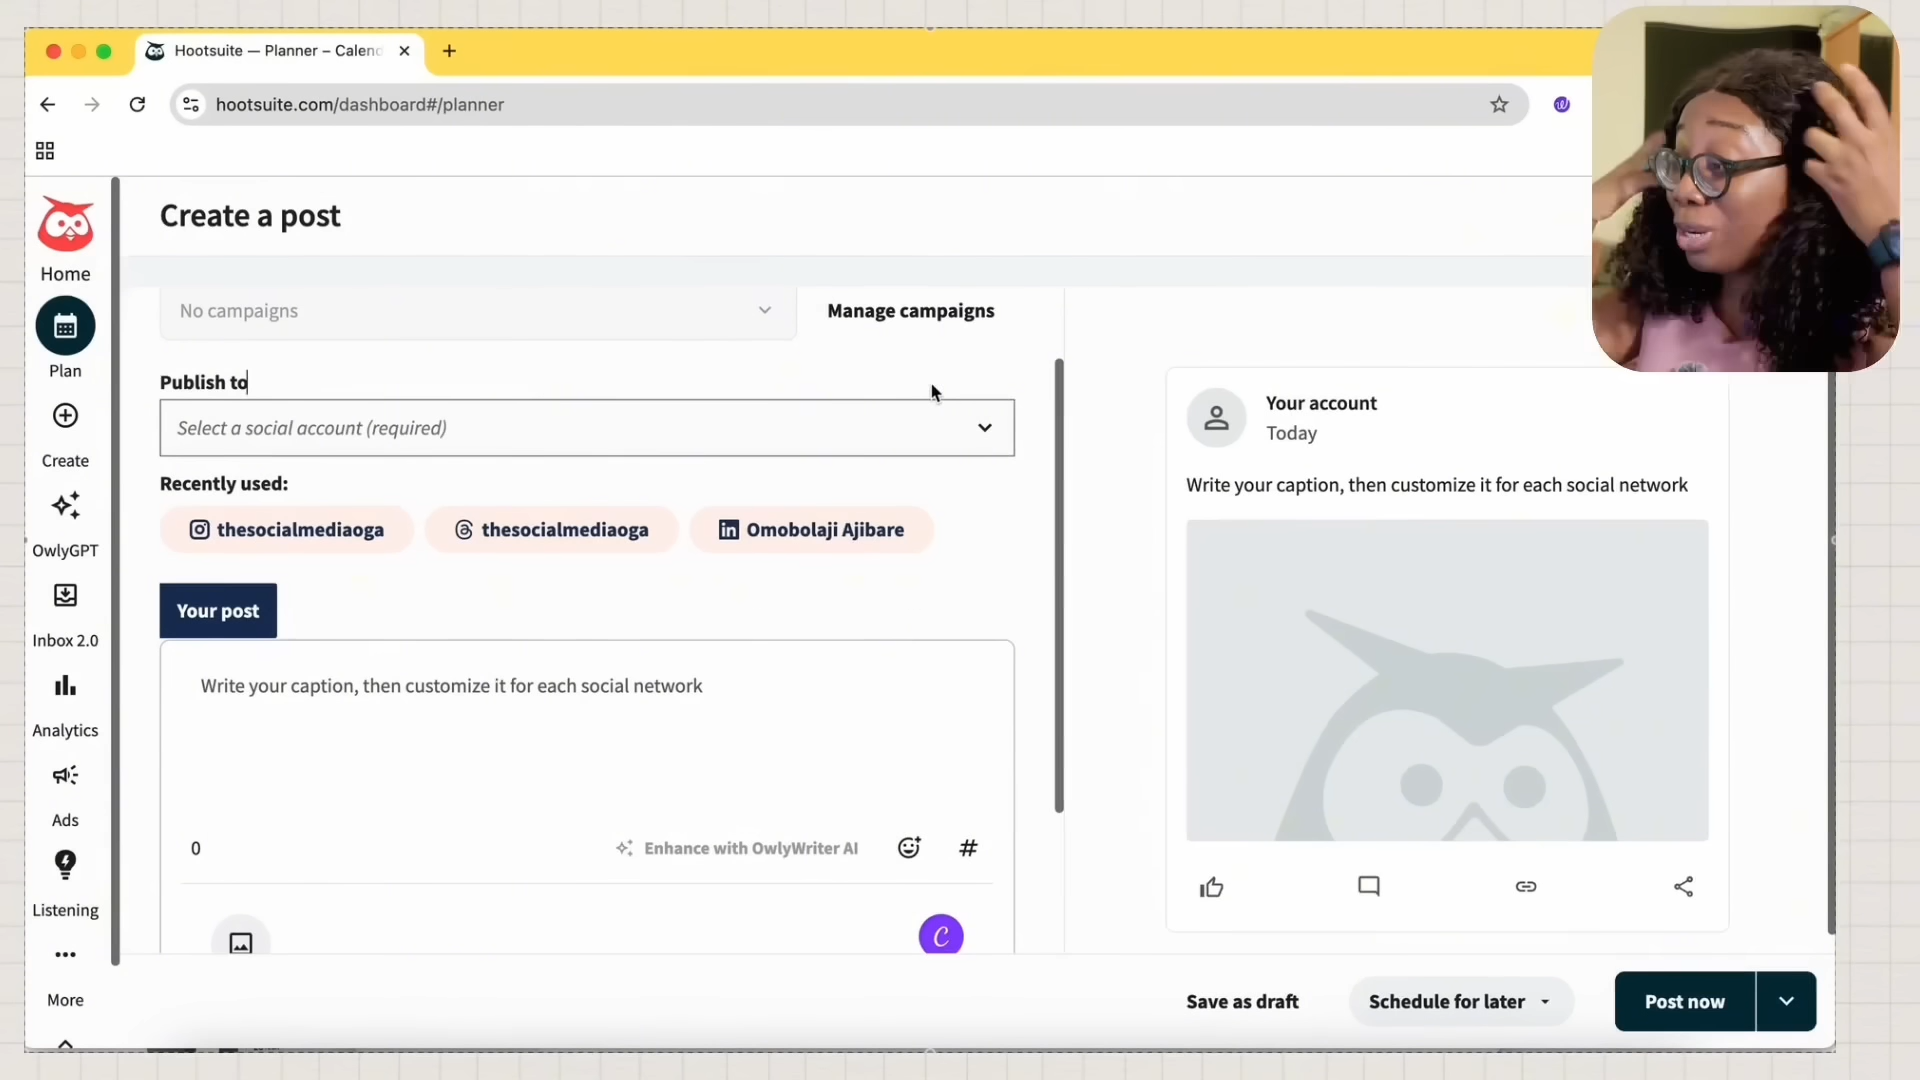 Hootsuite — Planner – Calenc
hootsuite.com/dashboard#/planner
Create a post
Home
Plan
Create
OwlyGPT
Inbox 2.0
Analytics
Ads
Listening
More
No campaigns
Manage campaigns
Publish to
Select a social account (required)
Recently used:
thesocialmediaoga
thesocialmediaoga
Omobolaji Ajibare
Your post
Write your caption, then customize it for each social network
0
Enhance with OwlyWriter AI
#
Your account
Today
Write your caption, then customize it for each social network
Save as draft
Schedule for later
Post now